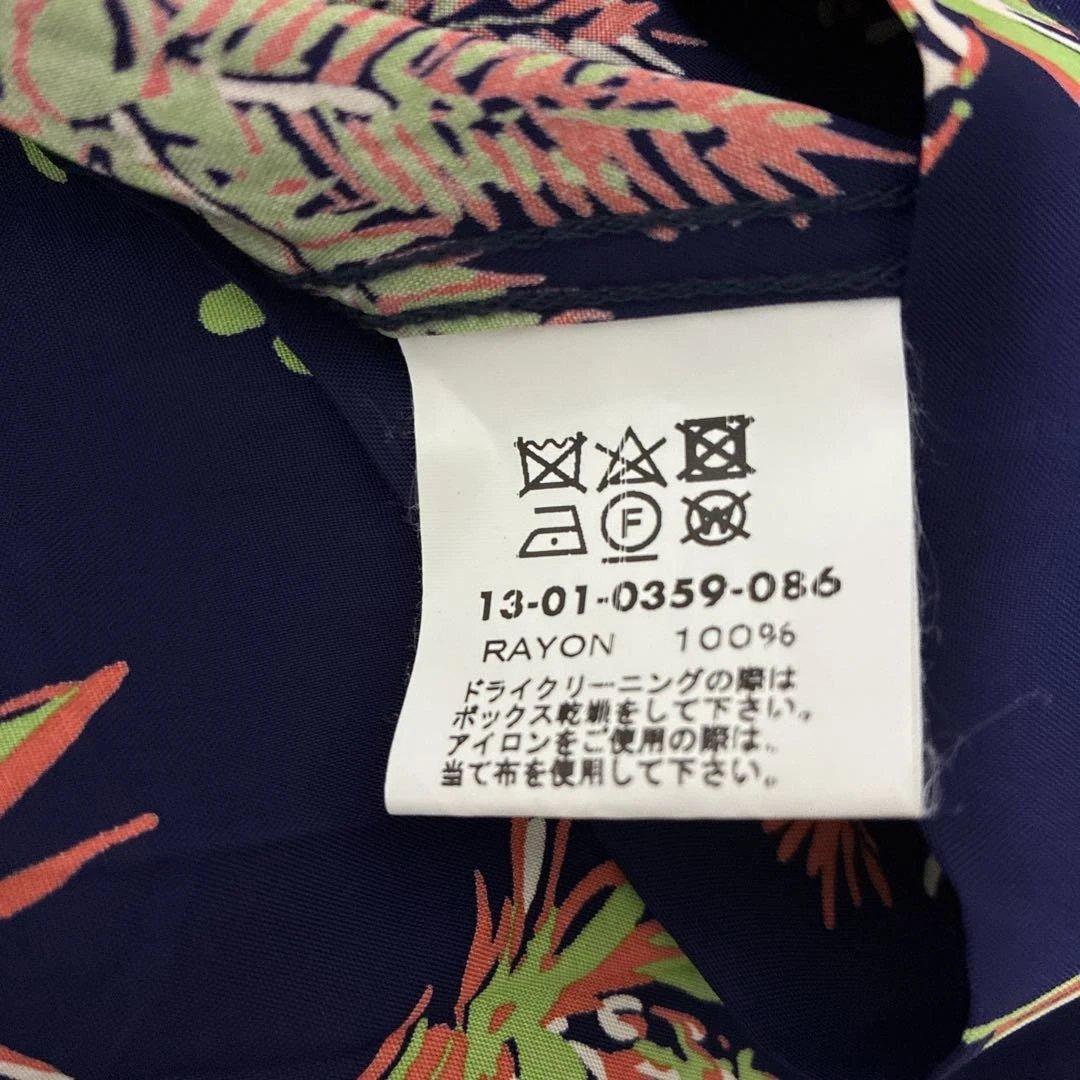 F W
13-01-0359-086
RAYON 100%
ドライクリーニングの際は
ボックス乾燥をして下さい。
アイロンをご使用の際は、
当て布を使用して下さい。